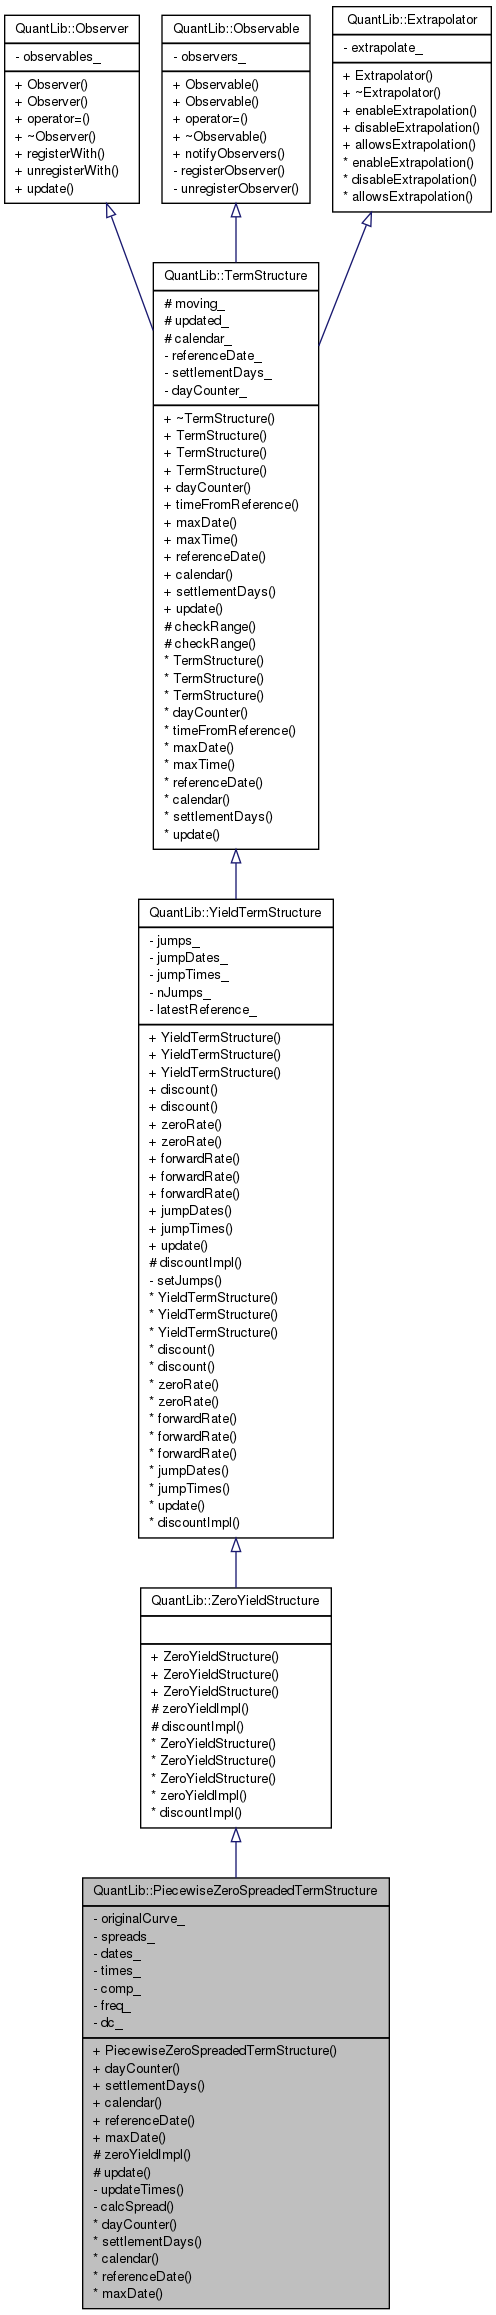 QuantLib::Observer
- observables_
+ Observer()
+ Observer()
+ operator=()
+ ~Observer()
+ registerWith()
+ unregisterWith()
+ update()
QuantLib::Observable
- observers_
+ Observable()
+ Observable()
+ operator=()
+ ~Observable()
+ notifyObservers()
- registerObserver()
- unregisterObserver()
QuantLib::Extrapolator
- extrapolate_
+ Extrapolator()
+ ~Extrapolator()
+ enableExtrapolation()
+ disableExtrapolation()
+ allowsExtrapolation()
* enableExtrapolation()
* disableExtrapolation()
* allowsExtrapolation()
QuantLib::TermStructure
# moving_
# updated_
# calendar_
- referenceDate_
- settlementDays_
- dayCounter_
+ ~TermStructure()
+ TermStructure()
+ TermStructure()
+ TermStructure()
+ dayCounter()
+ timeFromReference()
+ maxDate()
+ maxTime()
+ referenceDate()
+ calendar()
+ settlementDays()
+ update()
# checkRange()
# checkRange()
* TermStructure()
* TermStructure()
* TermStructure()
* dayCounter()
* timeFromReference()
* maxDate()
* maxTime()
* referenceDate()
* calendar()
* settlementDays()
* update()
QuantLib::YieldTermStructure
- jumps_
- jumpDates_
- jumpTimes_
- nJumps_
- latestReference_
+ YieldTermStructure()
+ YieldTermStructure()
+ YieldTermStructure()
+ discount()
+ discount()
+ zeroRate()
+ zeroRate()
+ forwardRate()
+ forwardRate()
+ forwardRate()
+ jumpDates()
+ jumpTimes()
+ update()
# discountImpl()
- setJumps()
* YieldTermStructure()
* YieldTermStructure()
* YieldTermStructure()
* discount()
* discount()
* zeroRate()
* zeroRate()
* forwardRate()
* forwardRate()
* forwardRate()
* jumpDates()
* jumpTimes()
* update()
* discountImpl()
QuantLib::ZeroYieldStructure
+ ZeroYieldStructure()
+ ZeroYieldStructure()
+ ZeroYieldStructure()
# zeroYieldImpl()
# discountImpl()
* ZeroYieldStructure()
* ZeroYieldStructure()
* ZeroYieldStructure()
* zeroYieldImpl()
* discountImpl()
QuantLib::PiecewiseZeroSpreadedTermStructure
- originalCurve_
- spreads_
- dates_
- times_
- comp_
- freq_
- dc_
+ PiecewiseZeroSpreadedTermStructure()
+ dayCounter()
+ settlementDays()
+ calendar()
+ referenceDate()
+ maxDate()
# zeroYieldImpl()
# update()
- updateTimes()
- calcSpread()
* dayCounter()
* settlementDays()
* calendar()
* referenceDate()
* maxDate()